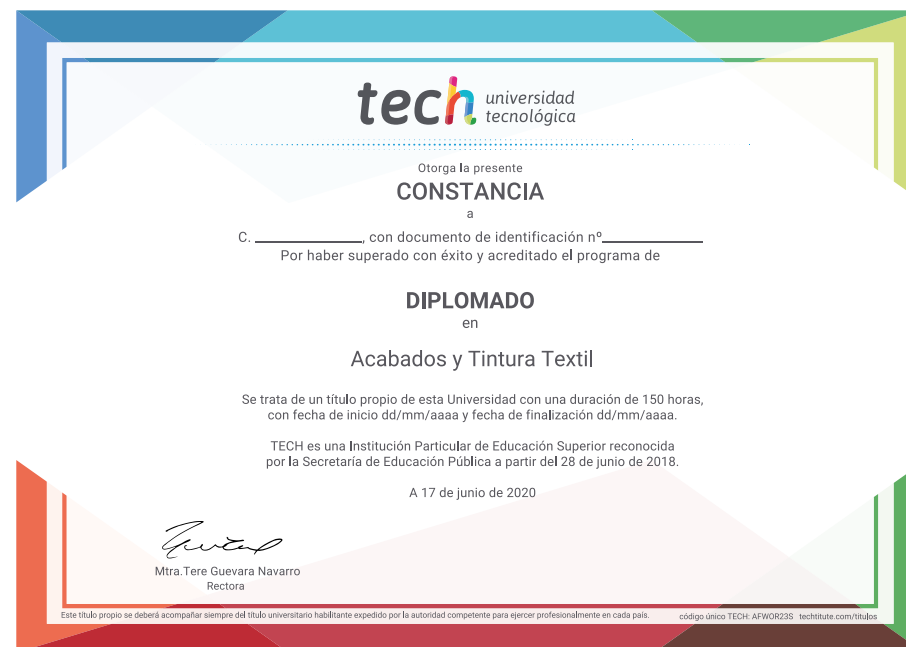 tech universidad
tecnológica
Otorga la presente
CONSTANCIA
a
C. ____________, con documento de identificación nº____________
Por haber superado con éxito y acreditado el programa de
DIPLOMADO
en
Acabados y Tintura Textil
Se trata de un título propio de esta Universidad con una duración de 150 horas,
con fecha de inicio dd/mm/aaaa y fecha de finalización dd/mm/aaaa.
TECH es una Institución Particular de Educación Superior reconocida
por la Secretaría de Educación Pública a partir del 28 de junio de 2018.
A 17 de junio de 2020
Mtra.Tere Guevara Navarro
Rectora
Este título propio se deberá acompañar siempre del título universitario habilitante expedido por la autoridad competente para ejercer profesionalmente en cada país. código único TECH: AFWOR23S techtitute.com/titulos